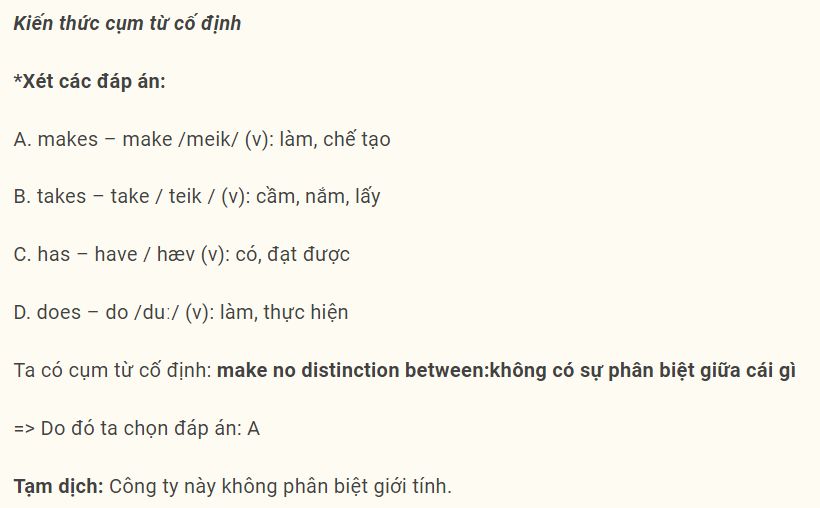 Kiến thức cụm từ cố định
*Xét các đáp án:
A. makes – make /meik/ (v): làm, chế tạo
B. takes – take / teik / (v): cầm, nắm, lấy
C. has – have / hæv (v): có, đạt được
D. does – do /duː/ (v): làm, thực hiện
Ta có cụm từ cố định: make no distinction between:không có sự phân biệt giữa cái gì
=> Do đó ta chọn đáp án: A
Tạm dịch: Công ty này không phân biệt giới tính.